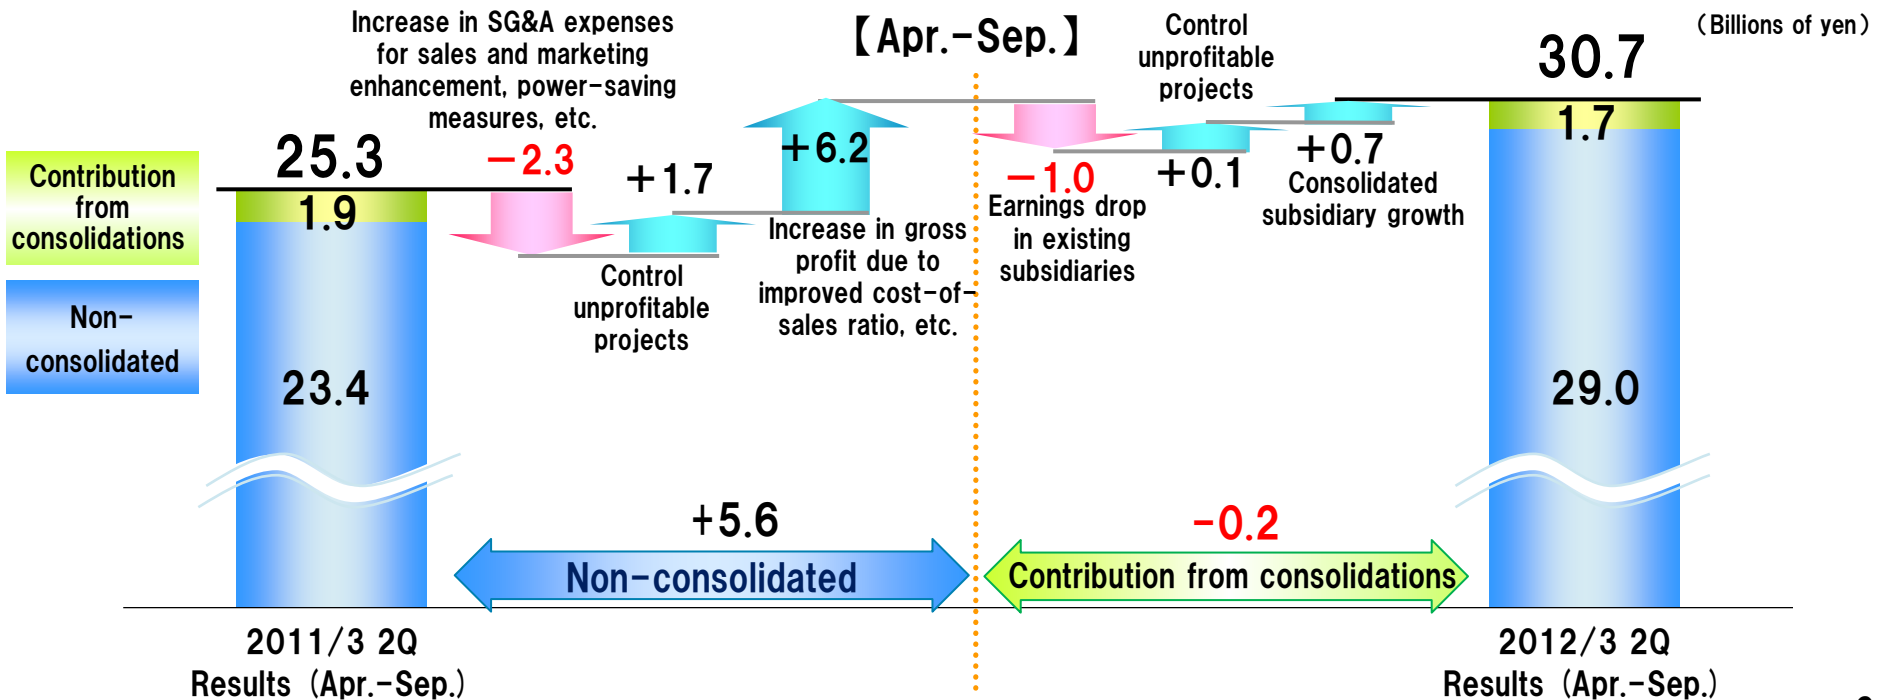 【Apr.-Sep.】
(Billions of yen)
Increase in SG&A expenses
for sales and marketing
enhancement, power-saving
measures, etc.
Contribution
from
consolidations
Non-
consolidated
25.3
1.9
23.4
-2.3
+1.7
Control
unprofitable
projects
+6.2
Increase in gross
profit due to
improved cost-of-
sales ratio, etc.
-1.0
Earnings drop
in existing
subsidiaries
Control
unprofitable
projects
+0.1
+0.7
Consolidated
subsidiary growth
30.7
1.7
29.0
+5.6
Non-consolidated
-0.2
Contribution from consolidations
2011/3 2Q
Results (Apr.-Sep.)
2012/3 2Q
Results (Apr.-Sep.)